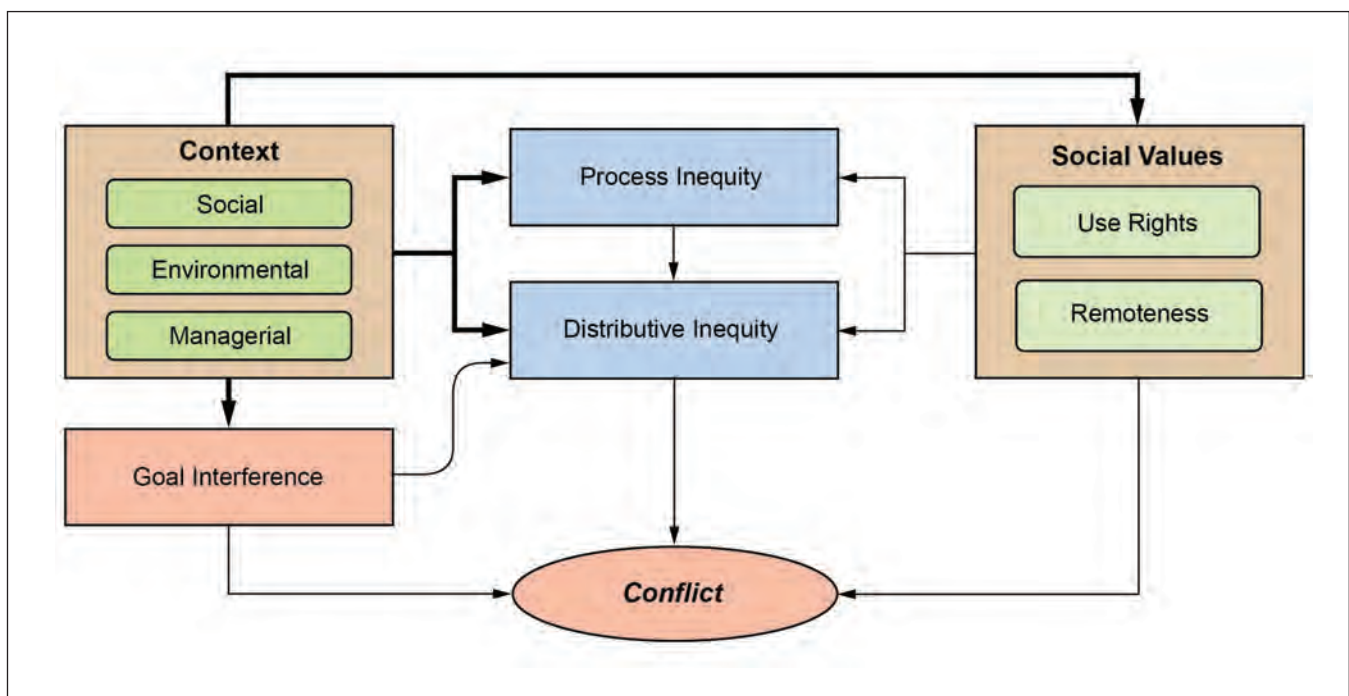 Context
Social
Environmental
Managerial
Process Inequity
Distributive Inequity
Social Values
Use Rights
Remoteness
Goal Interference
Conflict